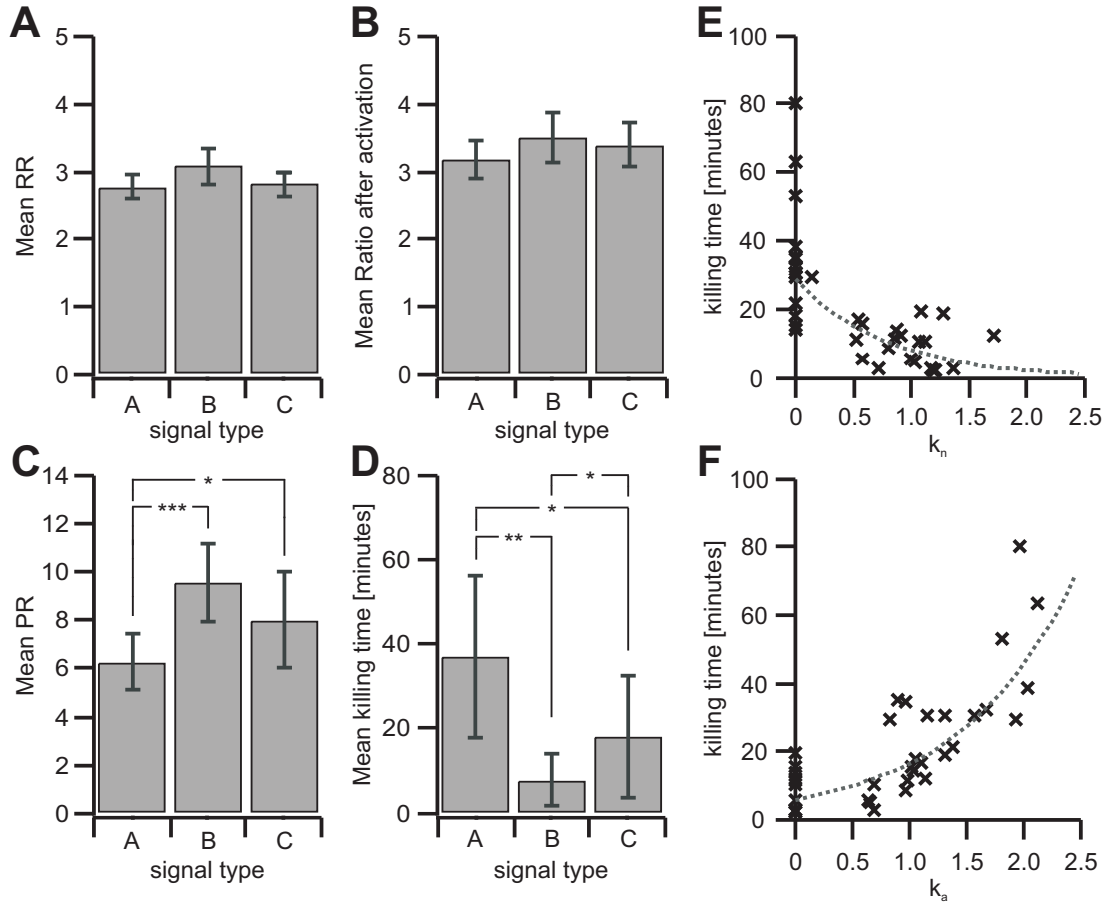 A
Mean RR
5
4
3
2
1
0
A B C
signal type
B
Mean Ratio after activation
5
4
3
2
1
0
A B C
signal type
E
killing time [minutes]
100
80
60
40
20
0
0 0.5 1.0 1.5 2.0 2.5
kn
C
Mean PR
14
12
10
8
6
4
2
0
*
***
A B C
signal type
D
Mean killing time [minutes]
80
60
40
20
0
*
*
**
A B C
signal type
F
killing time [minutes]
100
80
60
40
20
0
0 0.5 1.0 1.5 2.0 2.5
ka